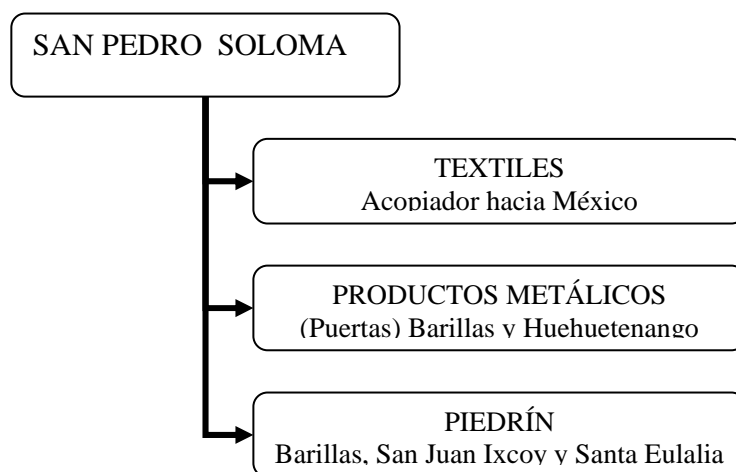 SAN PEDRO SOLOMA
TEXTILES
Acopiador hacia México
PRODUCTOS METÁLICOS
(Puertas) Barillas y Huehuetenango
PIEDRÍN
Barillas, San Juan Ixcoy y Santa Eulalia